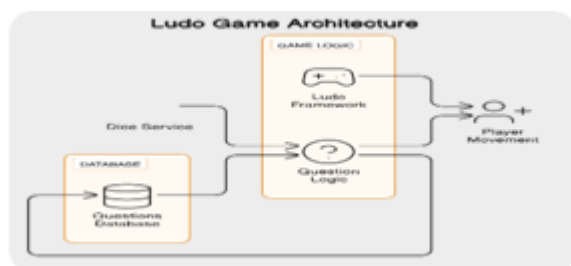 Ludo Game Architecture
GAME LOGIC
Ludo
Framework
Dice Service
Player
Movement
?
Question
Logic
DATABASE
Questions
Database